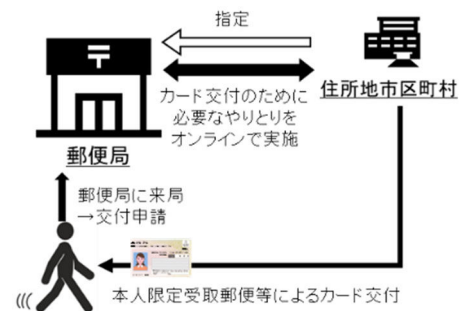 指定
カード交付のために
必要なやりとりを
オンラインで実施
住所地市区町村
郵便局
郵便局に来局
→交付申請
本人限定受取郵便等によるカード交付